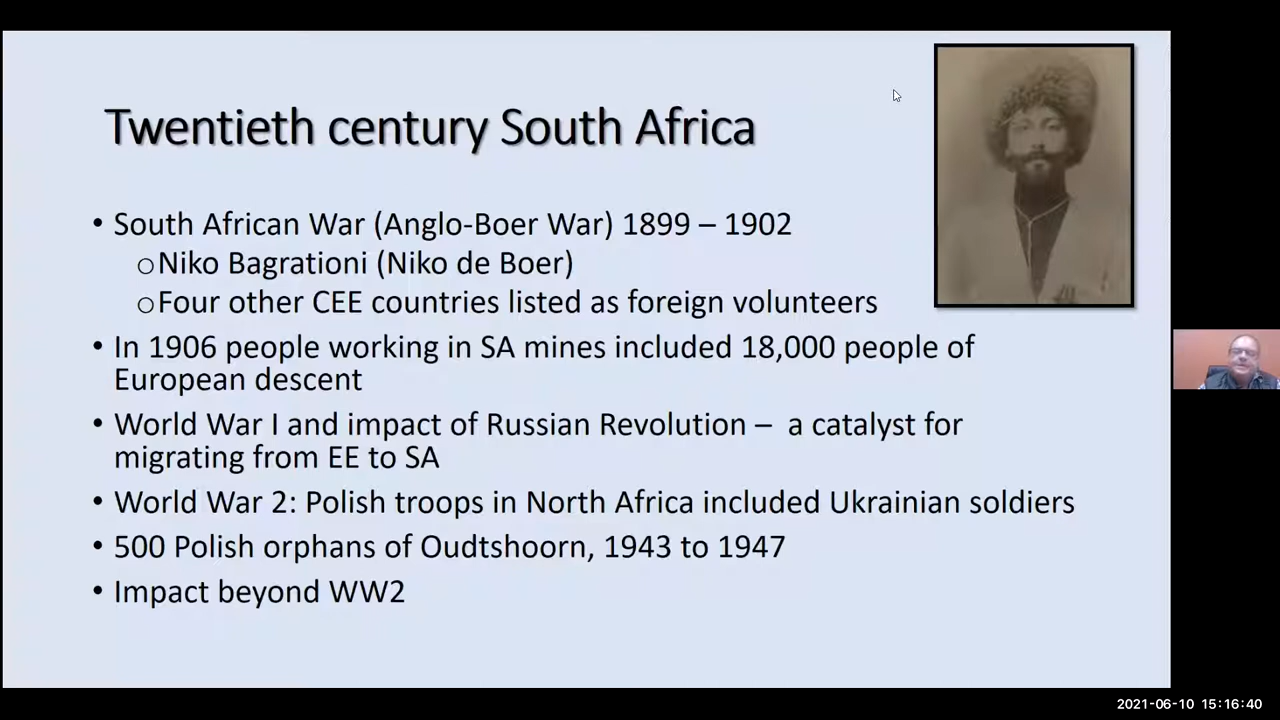 Twentieth century South Africa
• South African War (Anglo-Boer War) 1899 – 1902
○Niko Bagrationi (Niko de Boer)
○Four other CEE countries listed as foreign volunteers
• In 1906 people working in SA mines included 18,000 people of
European descent
• World War I and impact of Russian Revolution – a catalyst for
migrating from EE to SA
• World War 2: Polish troops in North Africa included Ukrainian soldiers
• 500 Polish orphans of Oudtshoorn, 1943 to 1947
• Impact beyond WW2
2021-06-10 15:16:40